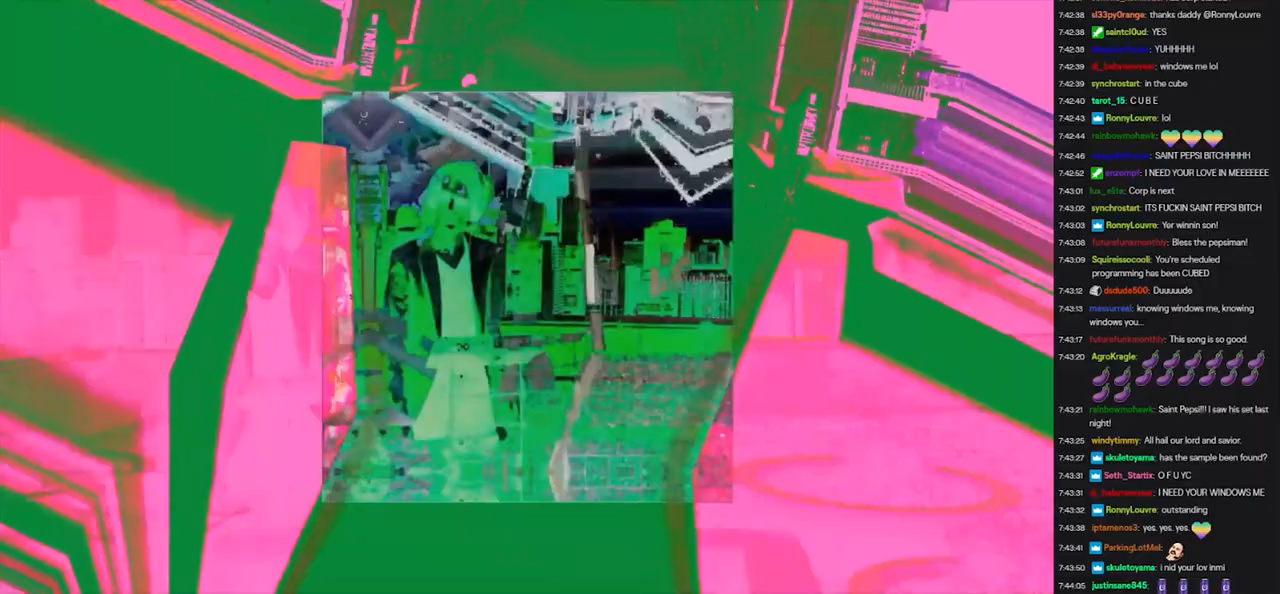 7:42:38 sl33py0range: thanks daddy @RonnyLouvre
7:42:38 saintcl0ud: YES
7:42:38 YUHHHHH
7:42:39 windows me lol
7:42:39 synchrostart: in the cube
7:42:40 tarot_15: C U B E
7:42:43 RonnyLouvre: lol
7:42:44 rainbowmohawk:
7:42:46 SAINT PEPSI BITCHHHHH
7:42:52 I NEED YOUR LOVE IN MEEEEEE
7:43:01 lux_elite: Corp is next
7:43:02 synchrostart: ITS FUCKIN SAINT PEPSI BITCH
7:43:03 RonnyLouvre: Yer winnin son!
7:43:08 futurefunkmonthly: Bless the pepsiman!
7:43:09 Squireissocooll: You're scheduled
programming has been CUBED
7:43:12 dsdude500: Duuuuude
7:43:13 knowing windows me, knowing
windows you...
7:43:17 futurefunkmonthly: This song is so good.
7:43:20 AgroKragle:
7:43:21 rainbowmohawk: Saint Pepsi!!! I saw his set last
night!
7:43:25 windytimmy: All hail our lord and savior.
7:43:27 skuletoyama: has the sample been found?
7:43:31 Seth_Startix: O F U YC
7:43:31 I NEED YOUR WINDOWS ME
7:43:32 RonnyLouvre: outstanding
7:43:38 iptamenos3: yes. yes. yes.
7:43:41 ParkingLotMel:
7:43:50 skuletoyama: i nid your lov inmi
7:44:05 justinsane845: